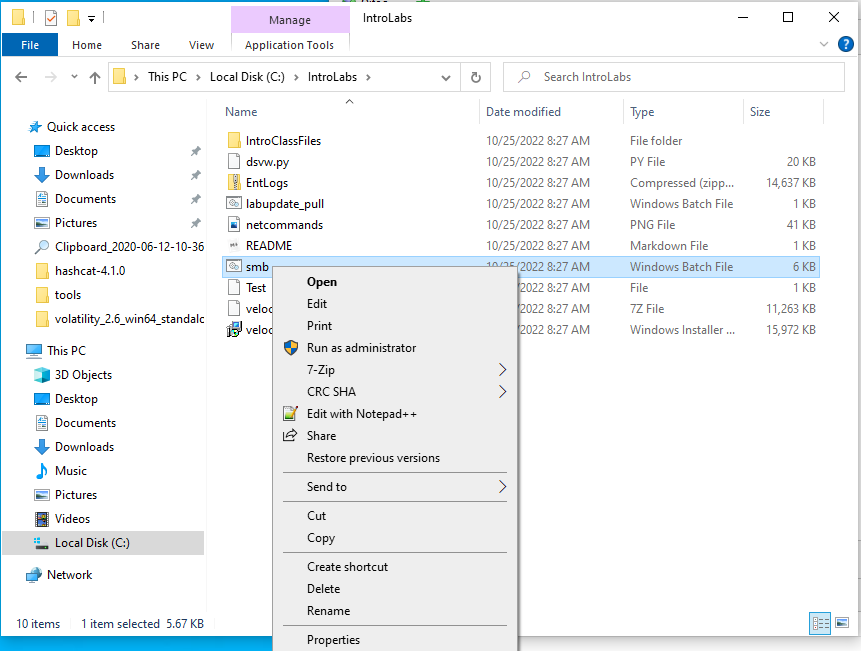 Manage
IntroLabs
File
Home
Share
View
Application Tools
This PC
Local Disk (C:)
IntroLabs
Search IntroLabs
Name
Date modified
Type
Size
Quick access
Desktop
Downloads
Documents
Pictures
Clipboard_2020-06-12-10-36
hashcat-4.1.0
tools
volatility_2.6_win64_standalc
This PC
3D Objects
Desktop
Documents
Downloads
Music
Pictures
Videos
Local Disk (C:)
Network
IntroClassFiles 10/25/2022 8:27 AM File folder
dsvw.py 10/25/2022 8:27 AM PY File 20 KB
EntLogs 10/25/2022 8:27 AM Compressed (zipp... 14,637 KB
labupdate_pull 10/25/2022 8:27 AM Windows Batch File 1 KB
netcommands 10/25/2022 8:27 AM PNG File 41 KB
README 10/25/2022 8:27 AM Markdown File 1 KB
smb 10/25/2022 8:27 AM Windows Batch File 6 KB
Test /2022 8:27 AM File 1 KB
veloc /2022 8:27 AM 7Z File 11,263 KB
veloc /2022 8:27 AM Windows Installer ... 15,972 KB
Open
Edit
Print
Run as administrator
7-Zip
CRC SHA
Edit with Notepad++
Share
Restore previous versions
Send to
Cut
Copy
Create shortcut
Delete
Rename
Properties
10 items 1 item selected 5.67 KB